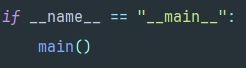 if __name__ == "__main__":
    main()